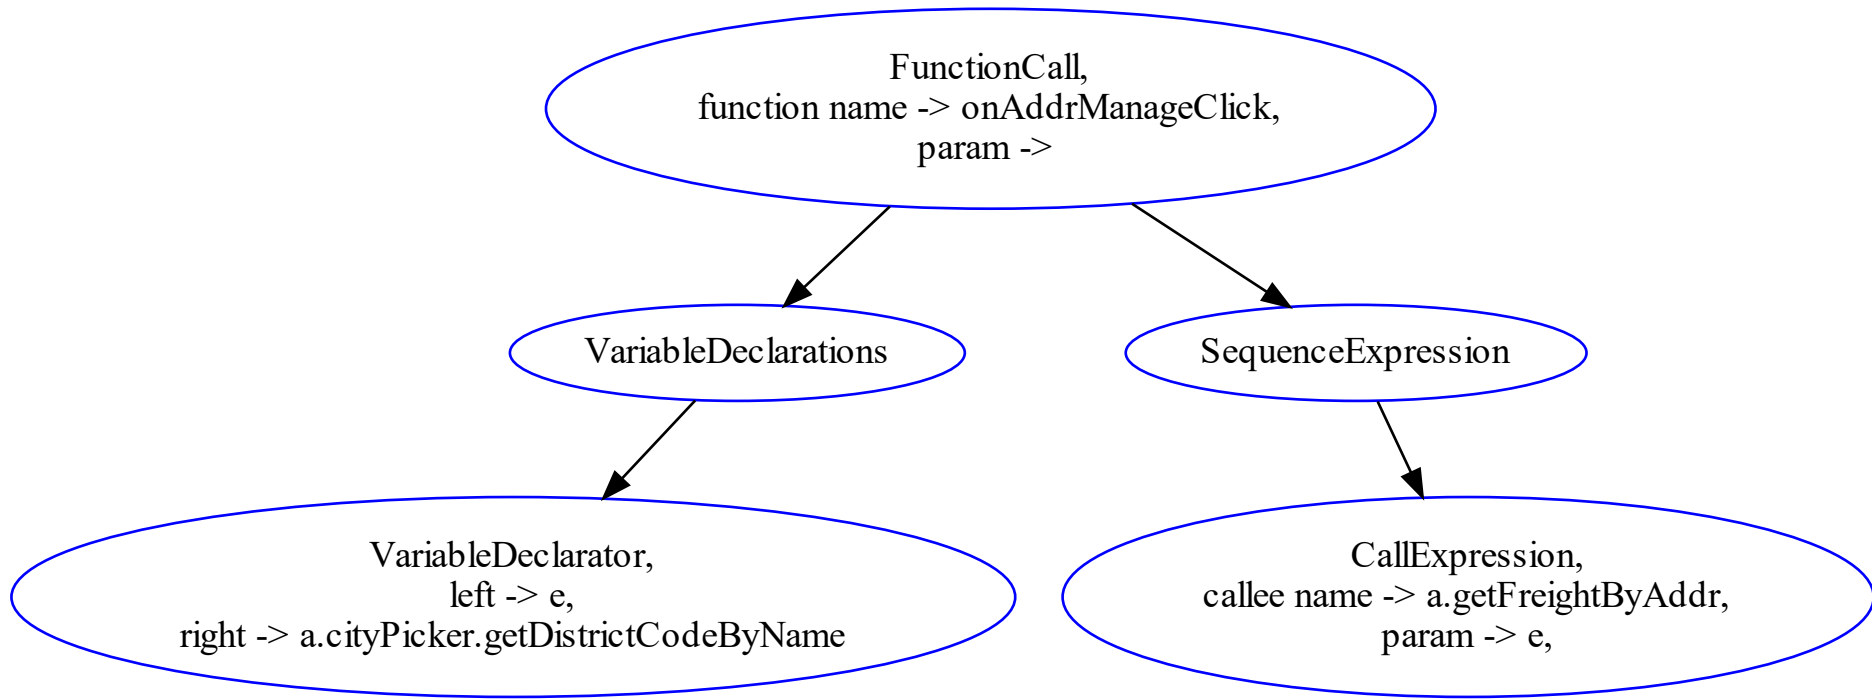 FunctionCall,
function name -> onAddrManageClick,
param ->
VariableDeclarations
SequenceExpression
VariableDeclarator,
left -> e,
right -> a.cityPicker.getDistrictCodeByName
CallExpression,
callee name -> a.getFreightByAddr,
param -> e,